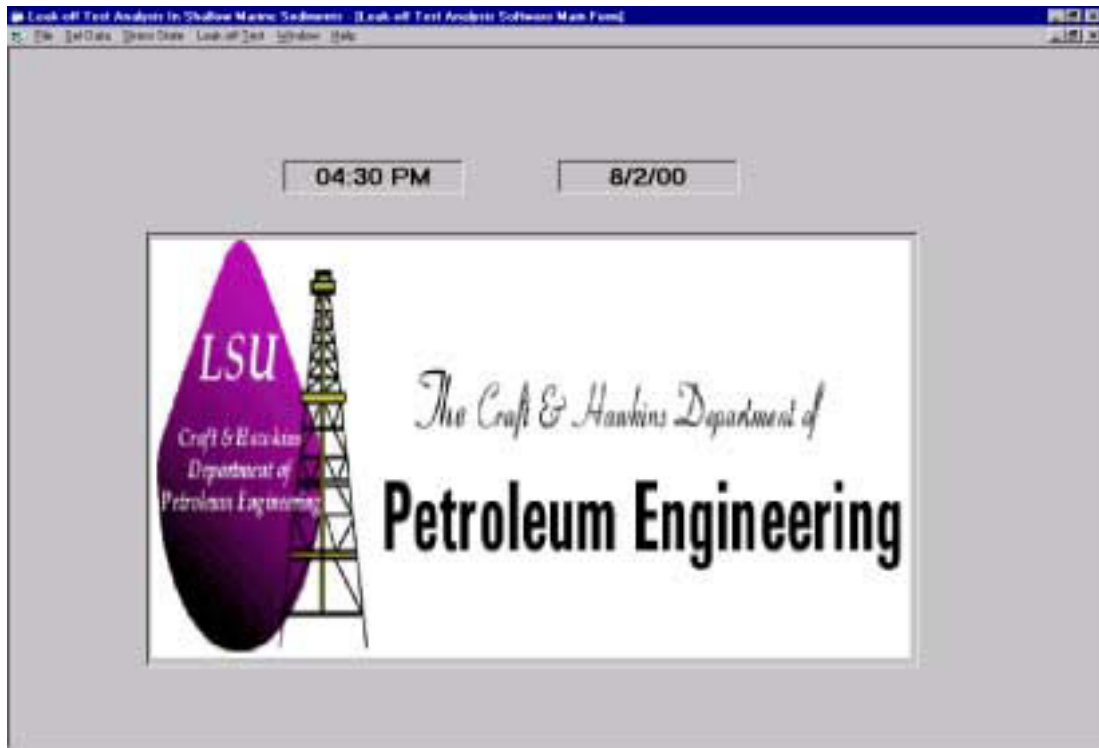 Leak-off Test Analysis In Shallow Marine Sediments - [Leak-off Test Analysis Software Main Form]
File Set Data Stress State Leak-off Test Window Help
04:30 PM 8/2/00
LSU
Craft & Hawkins
Department of
Petroleum Engineering
The Craft & Hawkins Department of
Petroleum Engineering